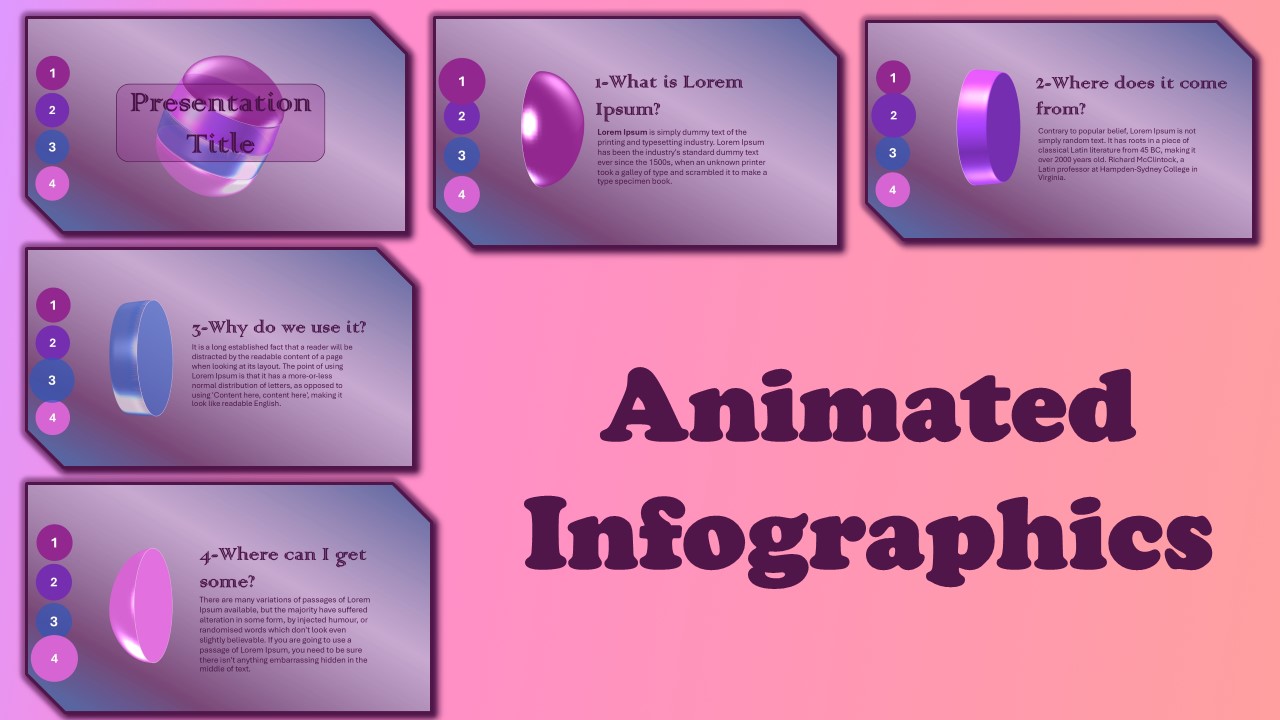 1
2
3
4
Presentation
Title
1
2
3
4
1-What is Lorem
Ipsum?
Lorem Ipsum is simply dummy text of the
printing and typesetting industry. Lorem Ipsum
has been the industry's standard dummy text
ever since the 1500s, when an unknown printer
took a galley of type and scrambled it to make a
type specimen book.
1
2
3
4
2-Where does it come
from?
Contrary to popular belief, Lorem Ipsum is not
simply random text. It has roots in a piece of
classical Latin literature from 45 BC, making it
over 2000 years old. Richard McClintock, a
Latin professor at Hampden-Sydney College in
Virginia.
1
2
3
4
3-Why do we use it?
It is a long established fact that a reader will be
distracted by the readable content of a page
when looking at its layout. The point of using
Lorem Ipsum is that it has a more-or-less
normal distribution of letters, as opposed to
using 'Content here, content here', making it
look like readable English.
1
2
3
4
4-Where can I get
some?
There are many variations of passages of Lorem
Ipsum available, but the majority have suffered
alteration in some form, by injected humour, or
randomised words which don't look even
slightly believable. If you are going to use a
passage of Lorem Ipsum, you need to be sure
there isn't anything embarrassing hidden in the
middle of text.
Animated
Infographics